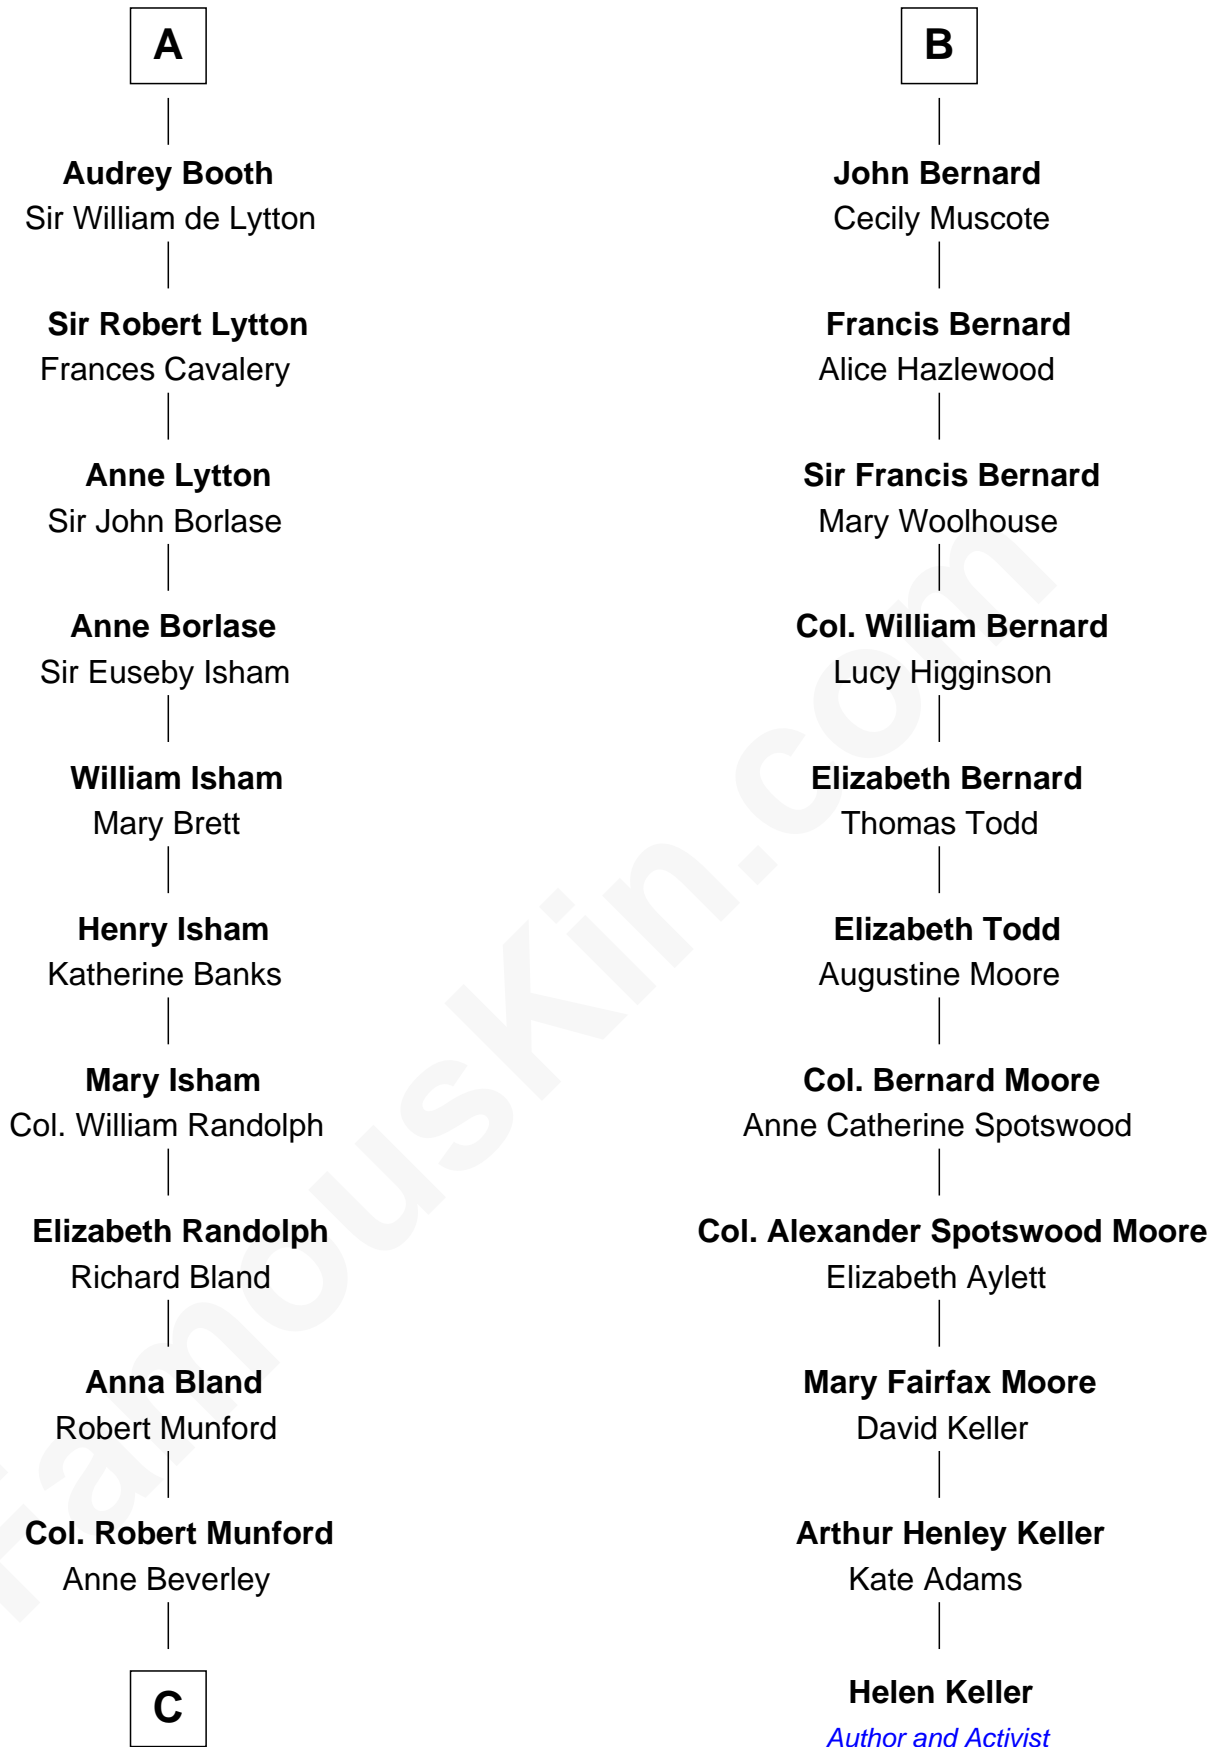 A
Audrey Booth
Sir William de Lytton
Sir Robert Lytton
Frances Cavalery
Anne Lytton
Sir John Borlase
Anne Borlase
Sir Euseby Isham
William Isham
Mary Brett
Henry Isham
Katherine Banks
Mary Isham
Col. William Randolph
Elizabeth Randolph
Richard Bland
Anna Bland
Robert Munford
Col. Robert Munford
Anne Beverley
C
B
John Bernard
Cecily Muscote
Francis Bernard
Alice Hazlewood
Sir Francis Bernard
Mary Woolhouse
Col. William Bernard
Lucy Higginson
Elizabeth Bernard
Thomas Todd
Elizabeth Todd
Augustine Moore
Col. Bernard Moore
Anne Catherine Spotswood
Col. Alexander Spotswood Moore
Elizabeth Aylett
Mary Fairfax Moore
David Keller
Arthur Henley Keller
Kate Adams
Helen Keller
Author and Activist
FamousKin.com